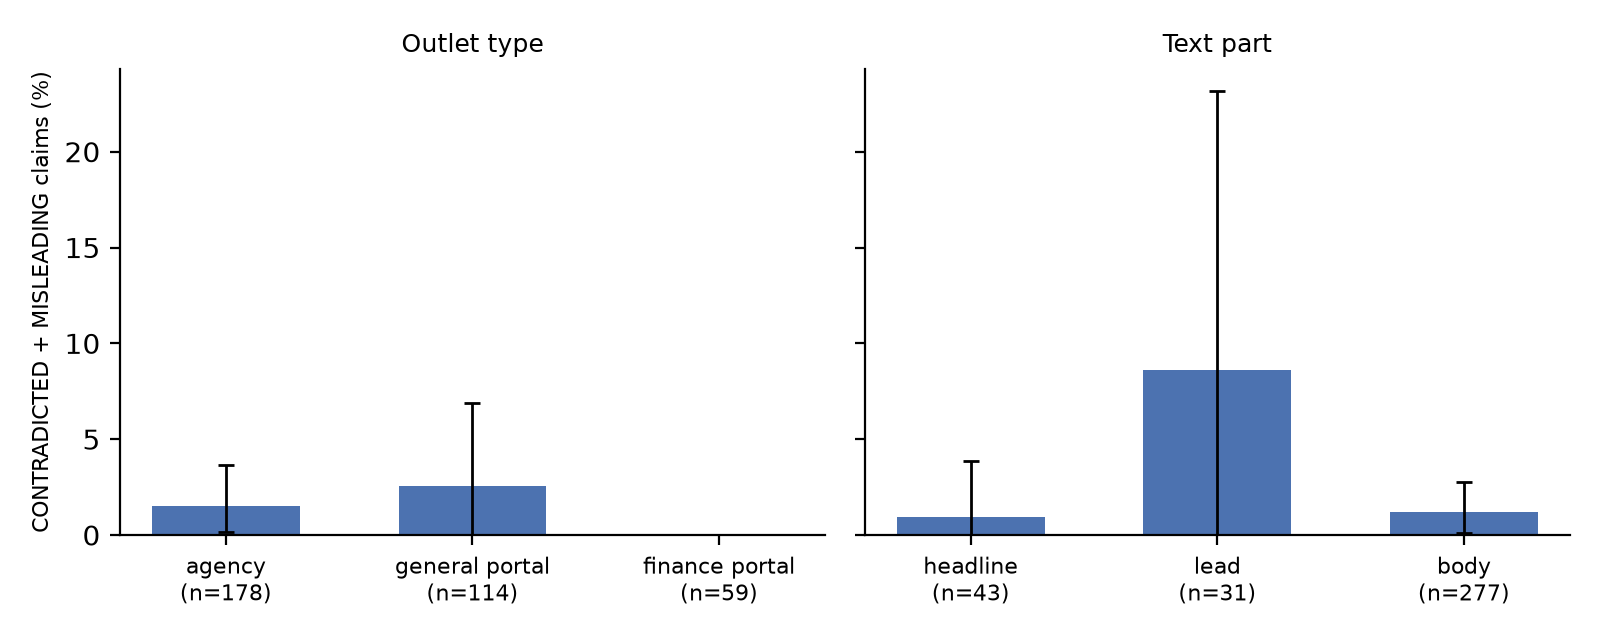 Outlet type
CONTRADICTED + MISLEADING claims (%)
20
15
10
5
0
agency
(n=178)
general portal
(n=114)
finance portal
(n=59)
Text part
headline
(n=43)
lead
(n=31)
body
(n=277)